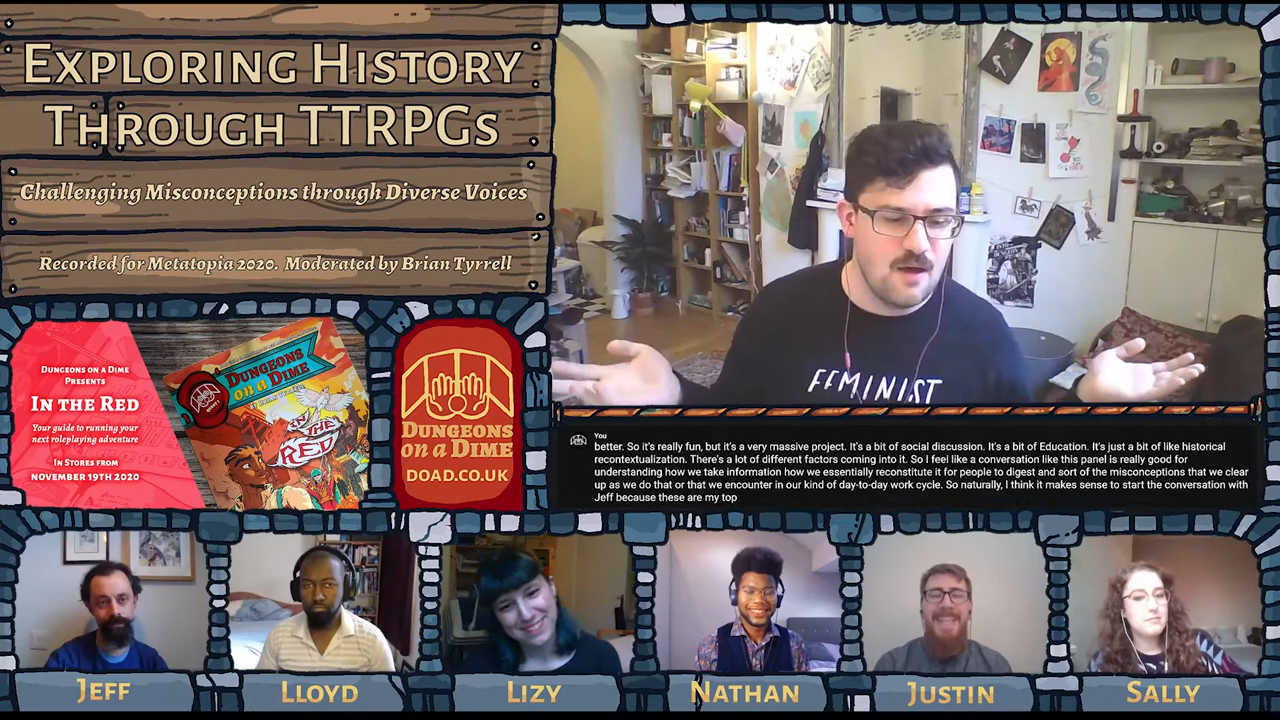 Exploring History
Through TTRPGs
Challenging Misconceptions through Diverse Voices
Recorded for Metatopia 2020. Moderated by Brian Tyrrell
Dungeons on a Dime
Presents
In the Red
Your guide to running your
next roleplaying adventure
In Stores from
November 19th 2020
Dungeons
on a Dime
IN THE
RED
Dungeons
on a Dime
DOAD.CO.UK
FEMINIST
You
better. So it's really fun, but it's a very massive project. It's a bit of social discussion. It's a bit of Education. It's just a bit of like historical
recontextualization. There's a lot of different factors coming into it. So I feel like a conversation like this panel is really good for
understanding how we take information how we essentially reconstitute it for people to digest and sort of the misconceptions that we clear
up as we do that or that we encounter in our kind of day-to-day work cycle. So naturally, I think it makes sense to start the conversation with
Jeff because these are my top
Jeff
Lloyd
Lizy
Nathan
Justin
Sally